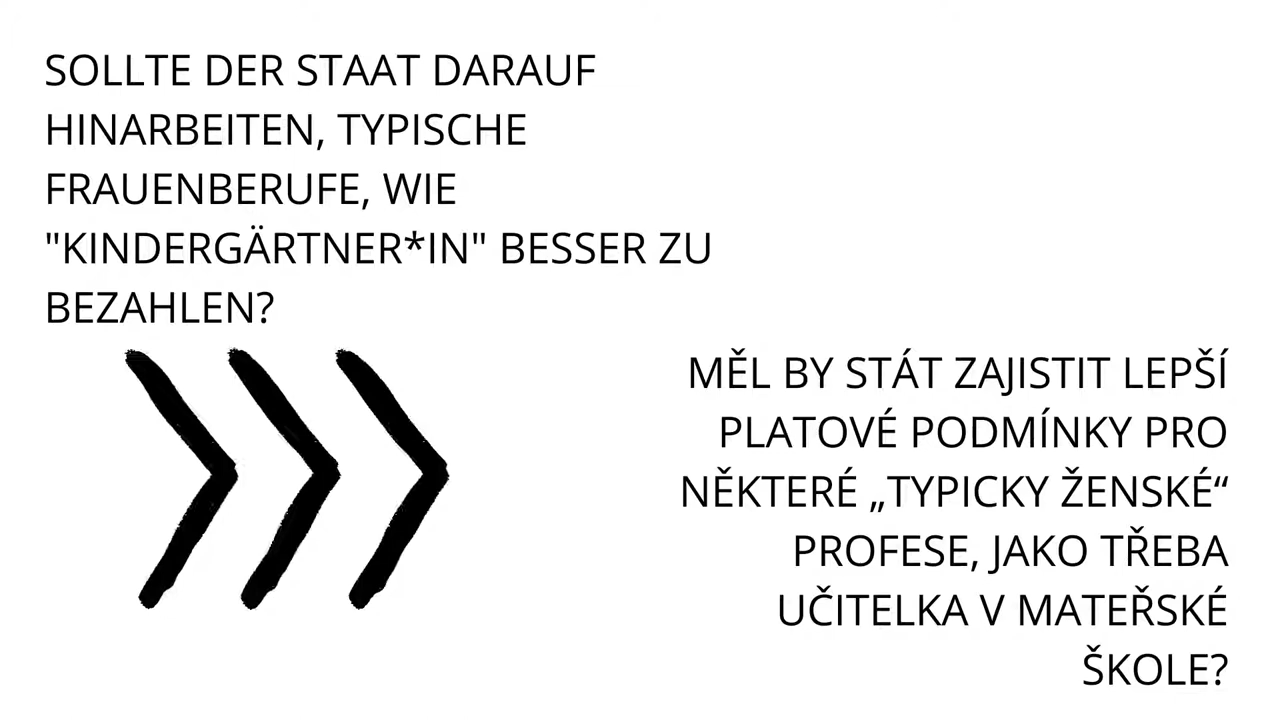 SOLLTE DER STAAT DARAUF
HINARBEITEN, TYPISCHE
FRAUENBERUFE, WIE
"KINDERGÄRTNER*IN" BESSER ZU
BEZAHLEN?
MĚL BY STÁT ZAJISTIT LEPŠÍ
PLATOVÉ PODMÍNKY PRO
NĚKTERÉ „TYPICKY ŽENSKÉ“
PROFESE, JAKO TŘEBA
UČITELKA V MATEŘSKÉ
ŠKOLE?